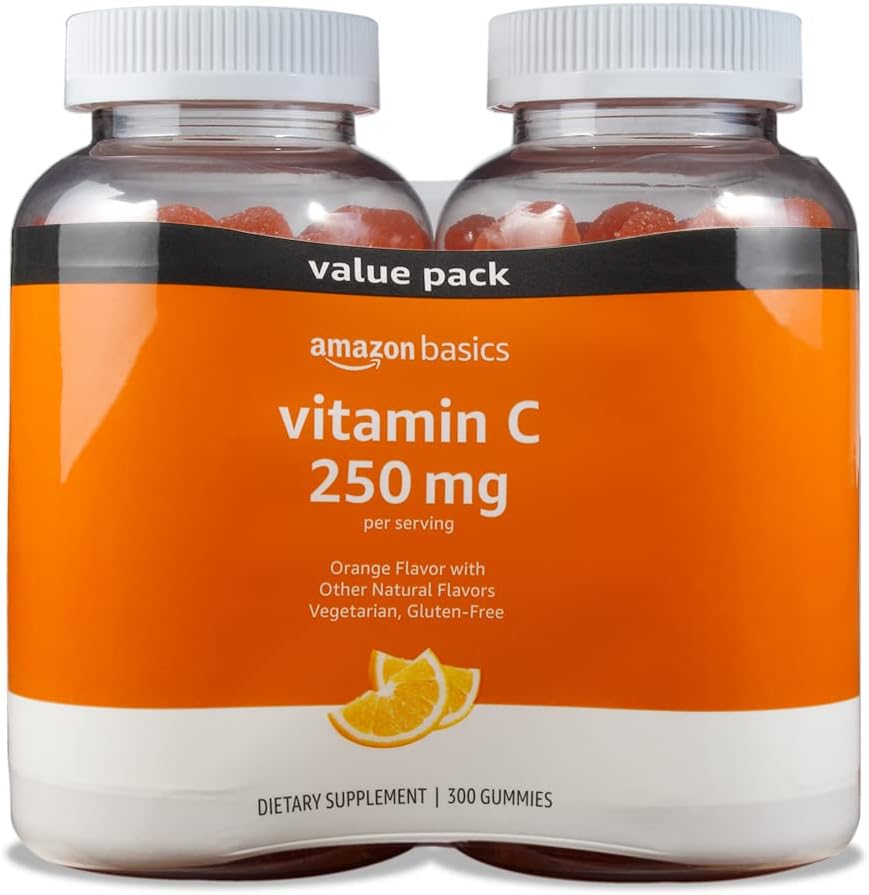 value pack
amazon basics
vitamin C
250 mg
per serving
Orange Flavor with
Other Natural Flavors
Vegetarian, Gluten-Free
DIETARY SUPPLEMENT | 300 GUMMIES